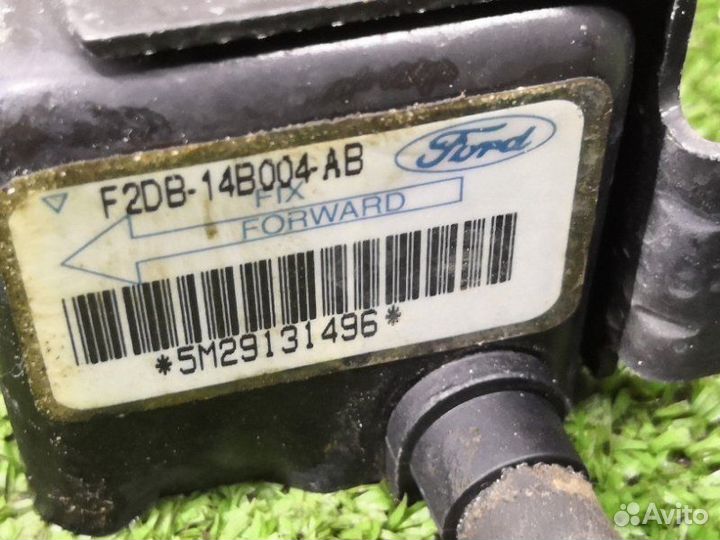 F2DB-14B004-AB
Ford
FIX
FORWARD
*5M29131496*
Avito